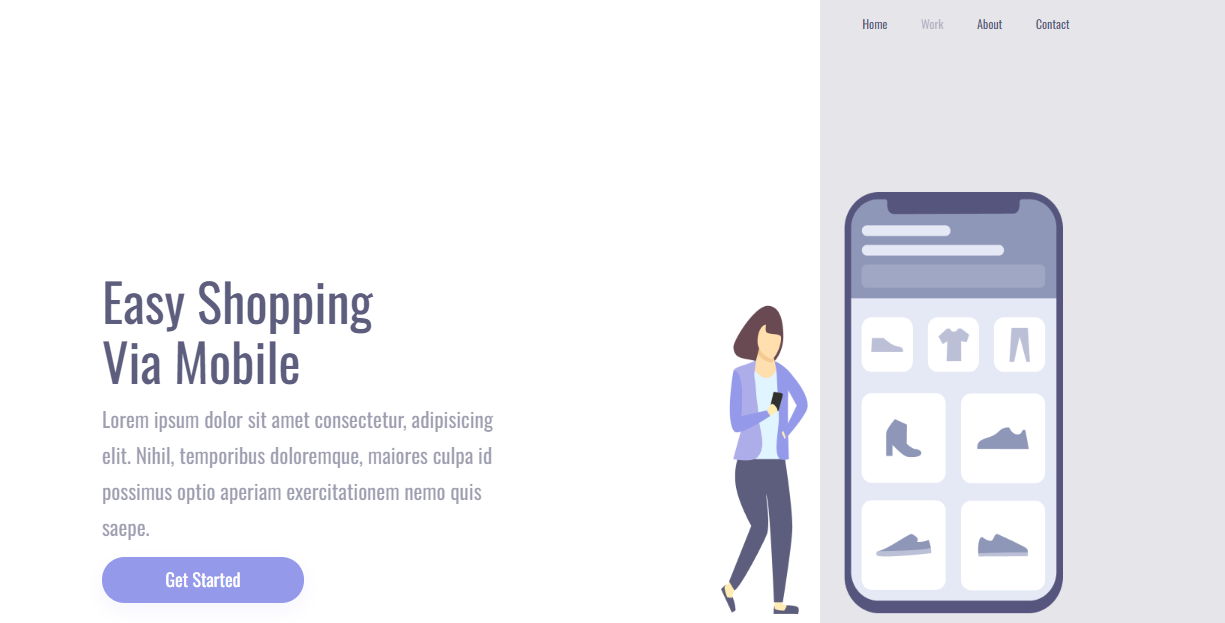 Home Work About Contact
Easy Shopping
Via Mobile
Lorem ipsum dolor sit amet consectetur, adipisicing
elit. Nihil, temporibus doloremque, maiores culpa id
possimus optio aperiam exercitationem nemo quis
saepe.
Get Started